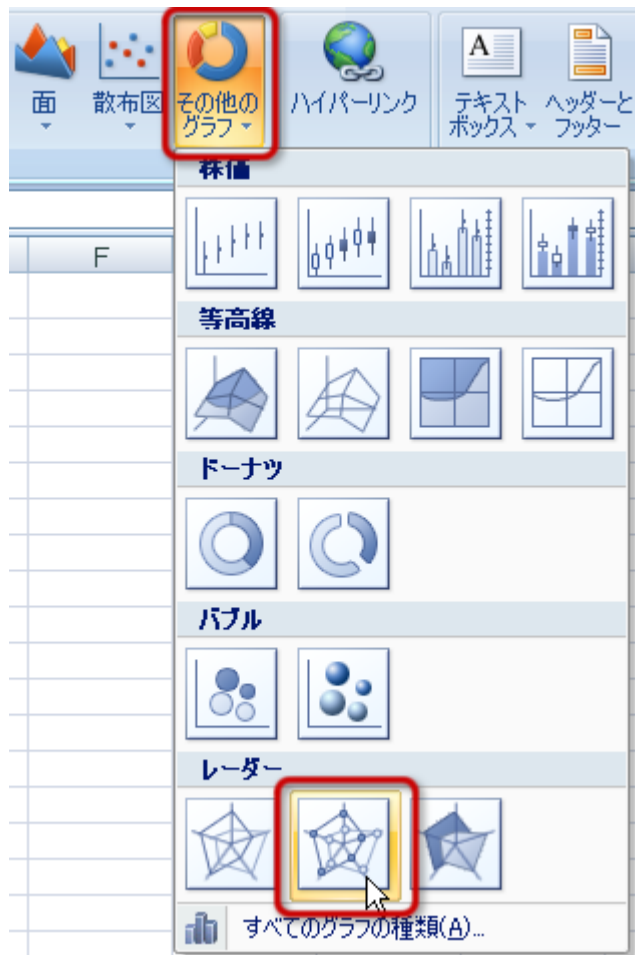 面
散布図
その他の
グラフ
ハイパーリンク
テキスト
ボックス
ヘッダーと
フッター
株価
F
等高線
ドーナツ
バブル
レーダー
すべてのグラフの種類(A)...